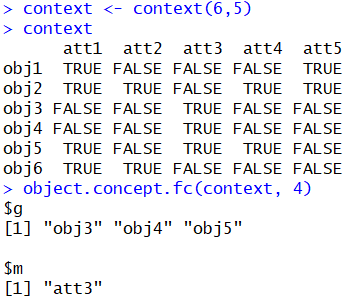 > context <- context(6,5)
> context
      att1  att2  att3  att4  att5
obj1  TRUE FALSE FALSE FALSE  TRUE
obj2  TRUE  TRUE FALSE  TRUE  TRUE
obj3 FALSE FALSE  TRUE FALSE FALSE
obj4 FALSE FALSE  TRUE FALSE FALSE
obj5  TRUE FALSE  TRUE  TRUE FALSE
obj6  TRUE  TRUE FALSE FALSE FALSE
> object.concept.fc(context, 4)
$g
[1] "obj3" "obj4" "obj5"

$m
[1] "att3"